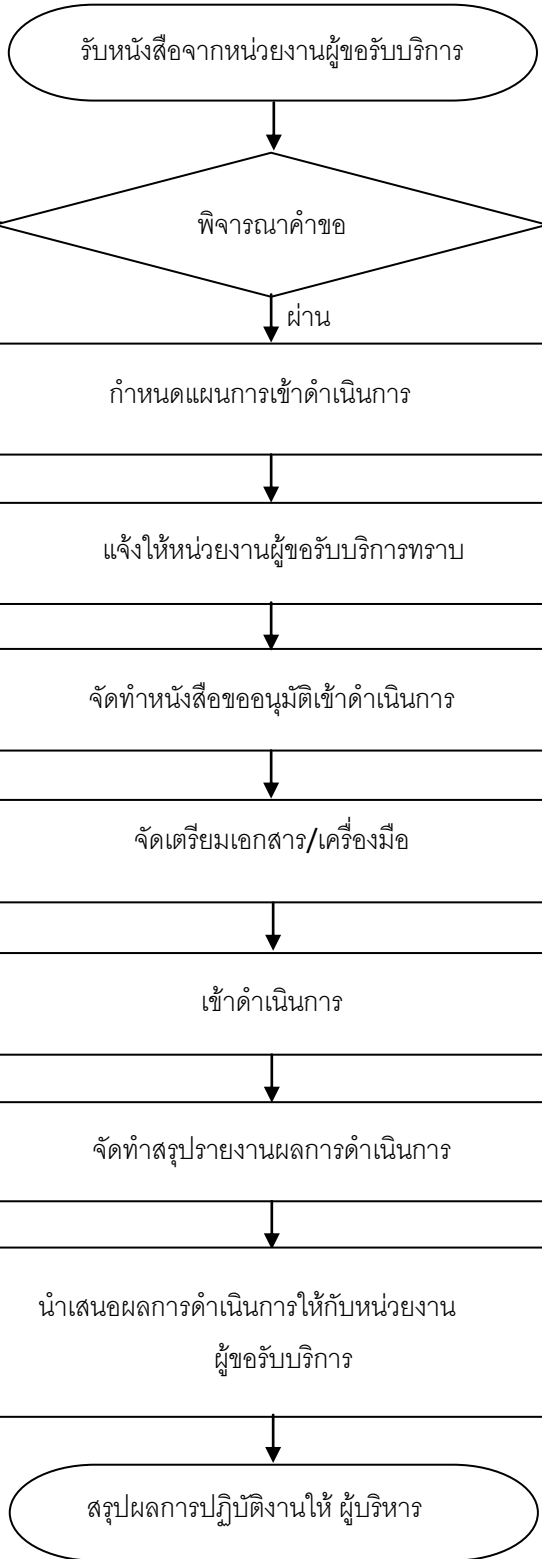 รับหนังสือจากหน่วยงานผู้ขอรับบริการ
พิจารณาคำขอ
ผ่าน
กำหนดแผนการเข้าดำเนินการ
แจ้งให้หน่วยงานผู้ขอรับบริการทราบ
จัดทำหนังสือขออนุมัติเข้าดำเนินการ
จัดเตรียมเอกสาร/เครื่องมือ
เข้าดำเนินการ
จัดทำสรุปรายงานผลการดำเนินการ
นำเสนอผลการดำเนินการให้กับหน่วยงาน
ผู้ขอรับบริการ
สรุปผลการปฏิบัติงานให้ ผู้บริหาร